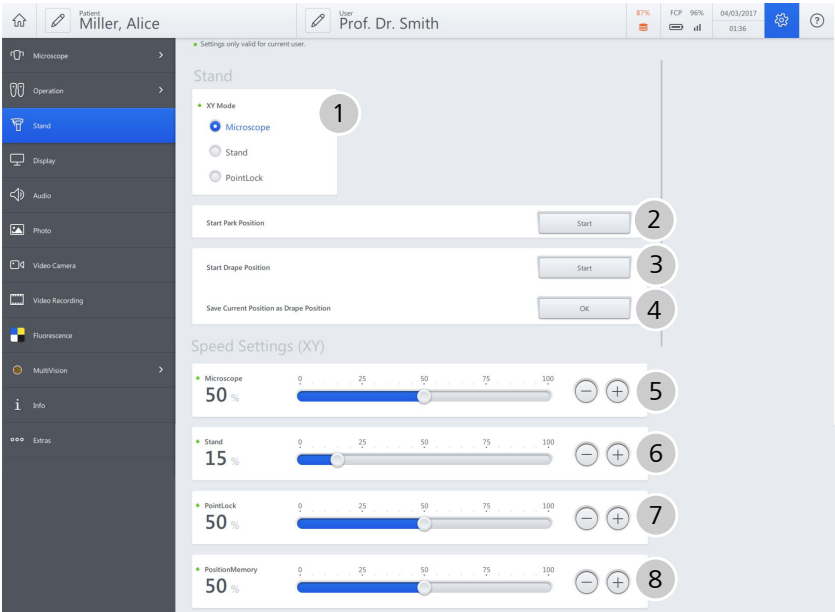 Patient
Miller, Alice
User
Prof. Dr. Smith
87%
FCP 96%
04/03/2017
01:36
?
Microscope
Operation
Stand
Display
Audio
Photo
Video Camera
Video Recording
Fluorescence
MultiVision
Info
Extras
Settings only valid for current user.
Stand
XY Mode
Microscope
Stand
PointLock
1
Start Park Position
Start
2
Start Drape Position
Start
3
Save Current Position as Drape Position
OK
4
Speed Settings (XY)
Microscope
50 %
0 25 50 75 100
5
Stand
15 %
0 25 50 75 100
6
PointLock
50 %
0 25 50 75 100
7
PositionMemory
50 %
0 25 50 75 100
8